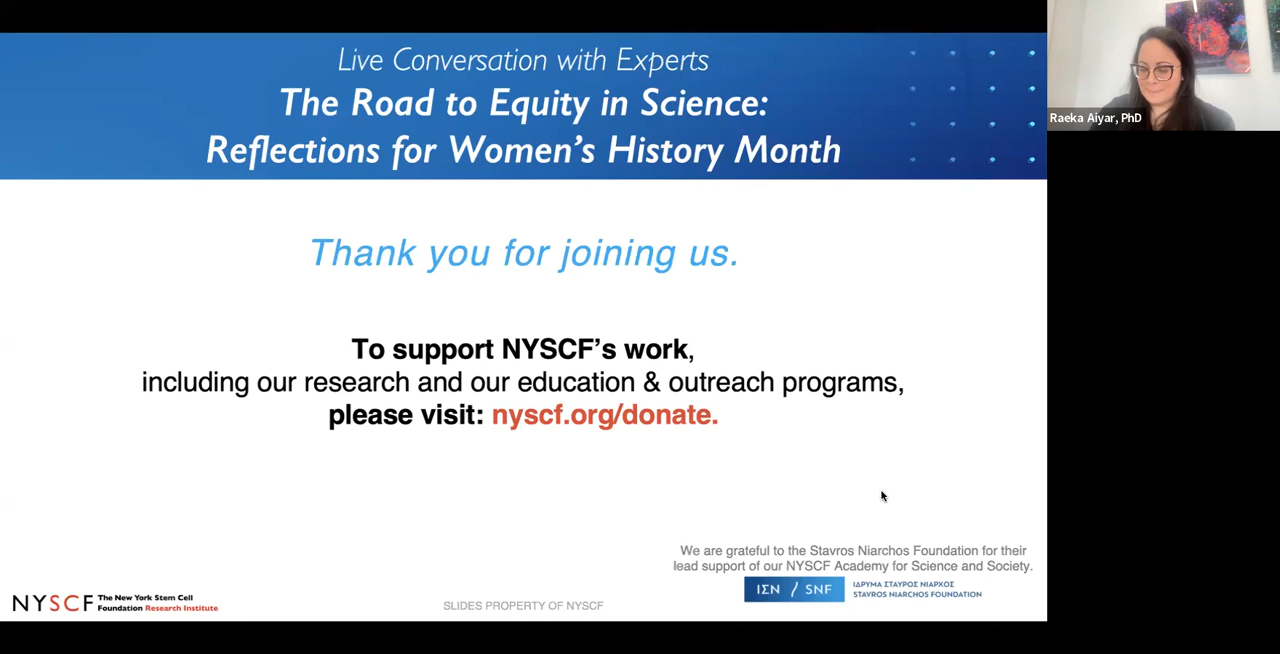 Live Conversation with Experts
The Road to Equity in Science:
Reflections for Women's History Month
Raeka Aiyar, PhD
Thank you for joining us.
To support NYSCF's work,
including our research and our education & outreach programs,
please visit: nyscf.org/donate.
We are grateful to the Stavros Niarchos Foundation for their
lead support of our NYSCF Academy for Science and Society.
ΙΣΝ / SNF
ΙΔΡΥΜΑ ΣΤΑΥΡΟΣ ΝΙΑΡΧΟΣ
STAVROS NIARCHOS FOUNDATION
NYSCF
The New York Stem Cell
Foundation Research Institute
SLIDES PROPERTY OF NYSCF